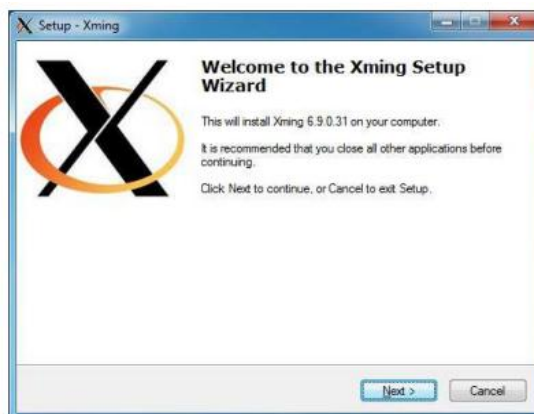 Setup - Xming
Welcome to the Xming Setup
Wizard
This will install Xming 6.9.0.31 on your computer.
It is recommended that you close all other applications before
continuing.
Click Next to continue, or Cancel to exit Setup.
Next >
Cancel